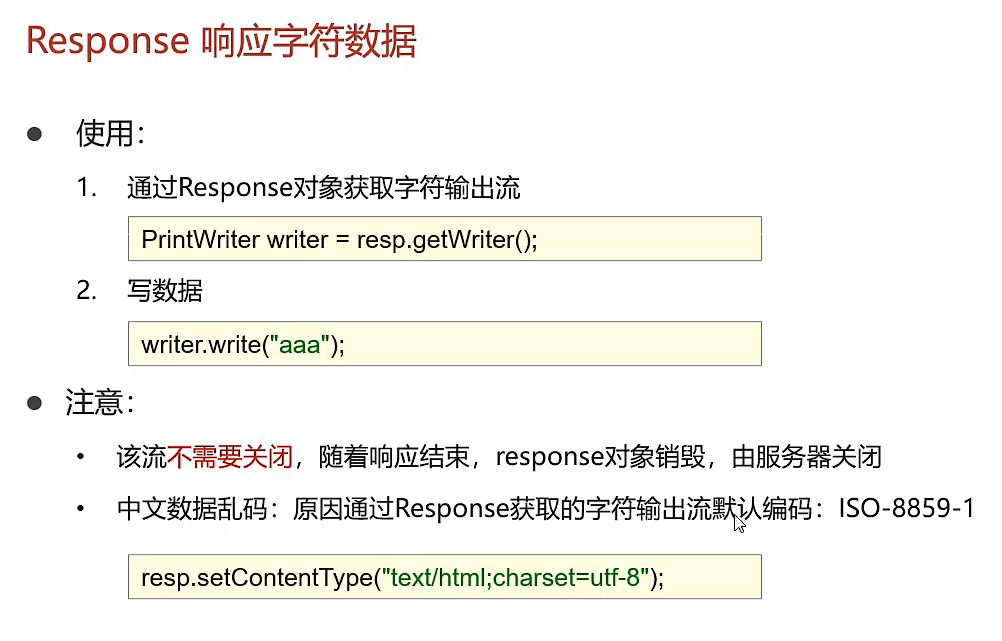 Response 响应字符数据
● 使用：
1. 通过Response对象获取字符输出流
PrintWriter writer = resp.getWriter();
2. 写数据
writer.write("aaa");
● 注意：
• 该流不需要关闭，随着响应结束，response对象销毁，由服务器关闭
• 中文数据乱码：原因通过Response获取的字符输出流默认编码：ISO-8859-1
resp.setContentType("text/html;charset=utf-8");